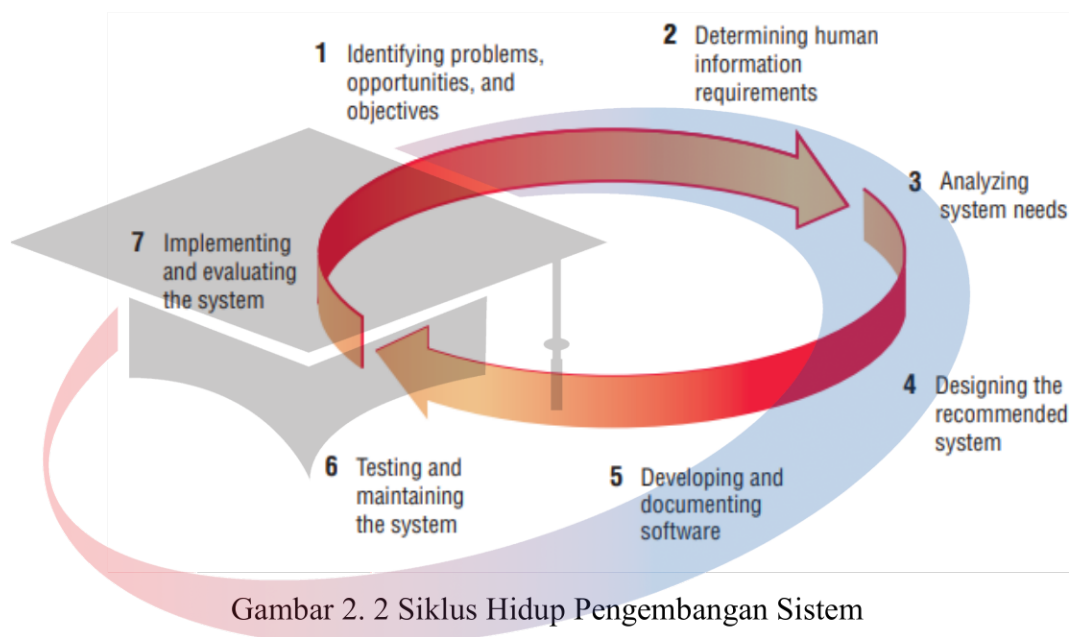 1 Identifying problems,
opportunities, and
objectives
2 Determining human
information
requirements
3 Analyzing
system needs
4 Designing the
recommended
system
5 Developing and
documenting
software
6 Testing and
maintaining
the system
7 Implementing
and evaluating
the system
Gambar 2. 2 Siklus Hidup Pengembangan Sistem